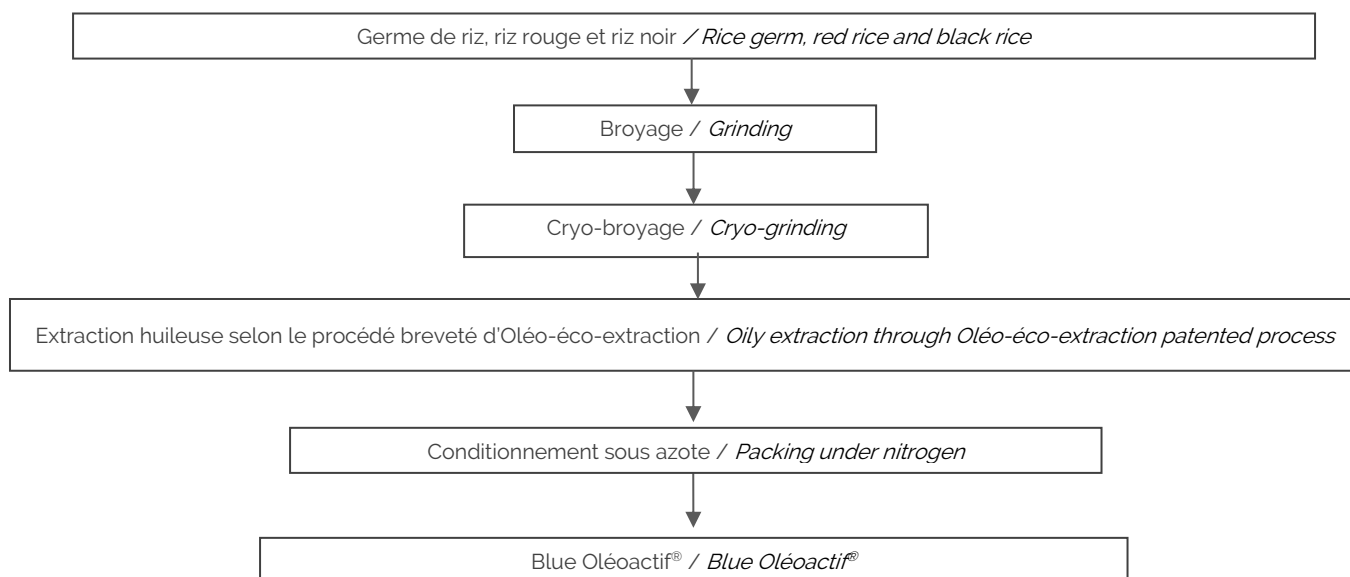 Germe de riz, riz rouge et riz noir / Rice germ, red rice and black rice
Broyage / Grinding
Cryo-broyage / Cryo-grinding
Extraction huileuse selon le procédé breveté d'Oléo-éco-extraction / Oily extraction through Oléo-éco-extraction patented process
Conditionnement sous azote / Packing under nitrogen
Blue Oléoactif® / Blue Oléoactif®